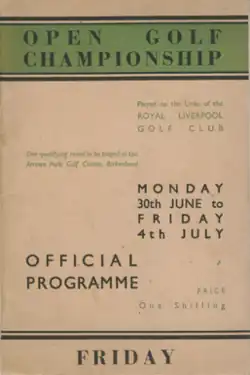 OPEN GOLF
CHAMPIONSHIP
Played on the Links of the
ROYAL LIVERPOOL
GOLF CLUB
One qualifying round to be played at the
Arrowe Park Golf Course, Birkenhead
MONDAY
30th JUNE to
FRIDAY
4th JULY
OFFICIAL
PROGRAMME
PRICE
One Shilling
FRIDAY